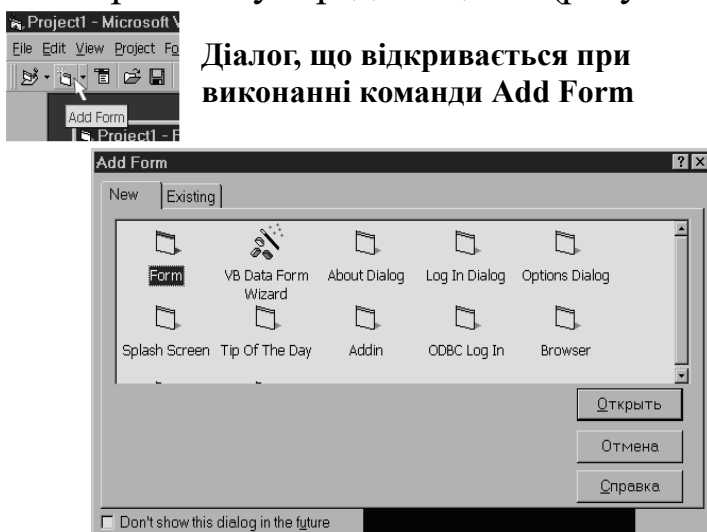 Project1 - Microsoft V
File Edit View Project Fo
Add Form
Project1 - F
Діалог, що відкривається при
виконанні команди Add Form
Add Form
New Existing
Form VB Data Form Wizard About Dialog Log In Dialog Options Dialog
Splash Screen Tip Of The Day Addin ODBC Log In Browser
Открыть
Отмена
Справка
Don't show this dialog in the future